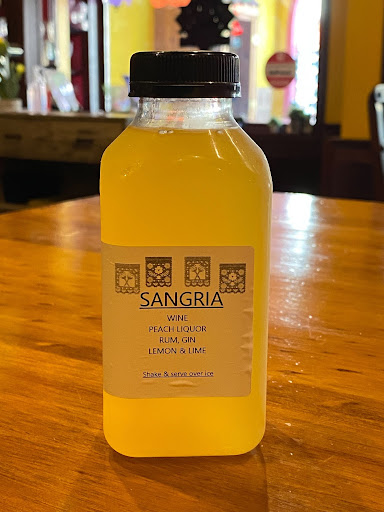 SANGRIA
WINE
PEACH LIQUOR
RUM, GIN
LEMON & LIME
Shake & serve over ice